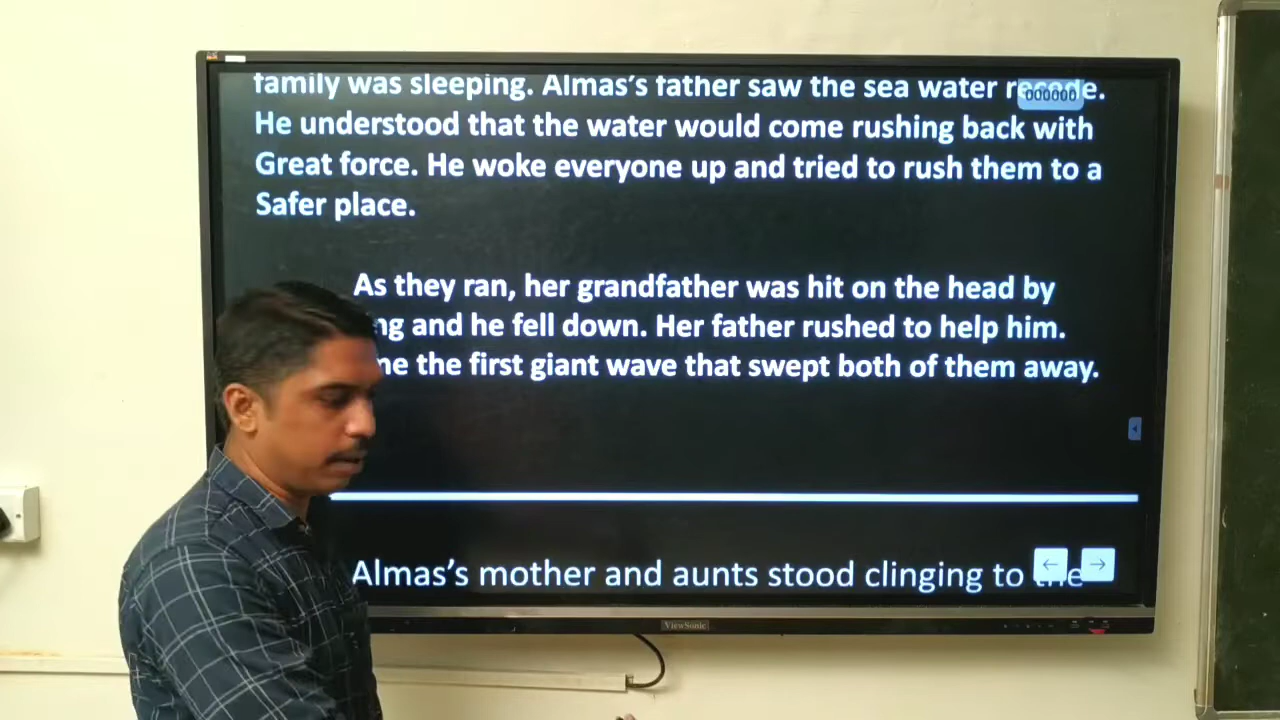 family was sleeping. Almas's father saw the sea water
000000
He understood that the water would come rushing back with
Great force. He woke everyone up and tried to rush them to a
Safer place.
As they ran, her grandfather was hit on the head by
and he fell down. Her father rushed to help him.
the first giant wave that swept both of them away.
Almas's mother and aunts stood clinging to the
ViewSonic